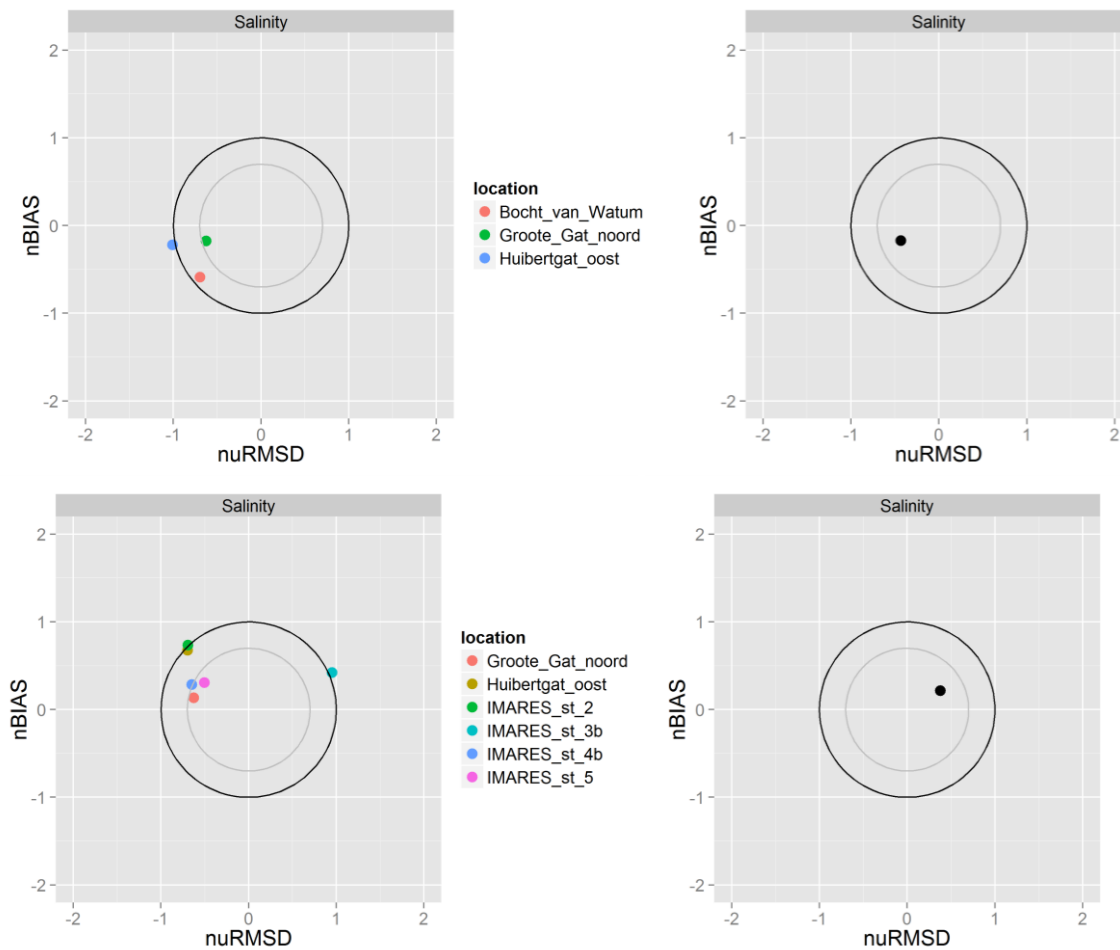 Salinity
2
1
0
-1
-2
nBIAS
-2
-1
0
1
2
nuRMSD
location
Bocht_van_Watum
Groote_Gat_noord
Huibertgat_oost
Salinity
2
1
0
-1
-2
nBIAS
-2
-1
0
1
2
nuRMSD
Salinity
2
1
0
-1
-2
nBIAS
-2
-1
0
1
2
nuRMSD
location
Groote_Gat_noord
Huibertgat_oost
IMARES_st_2
IMARES_st_3b
IMARES_st_4b
IMARES_st_5
Salinity
2
1
0
-1
-2
nBIAS
-2
-1
0
1
2
nuRMSD